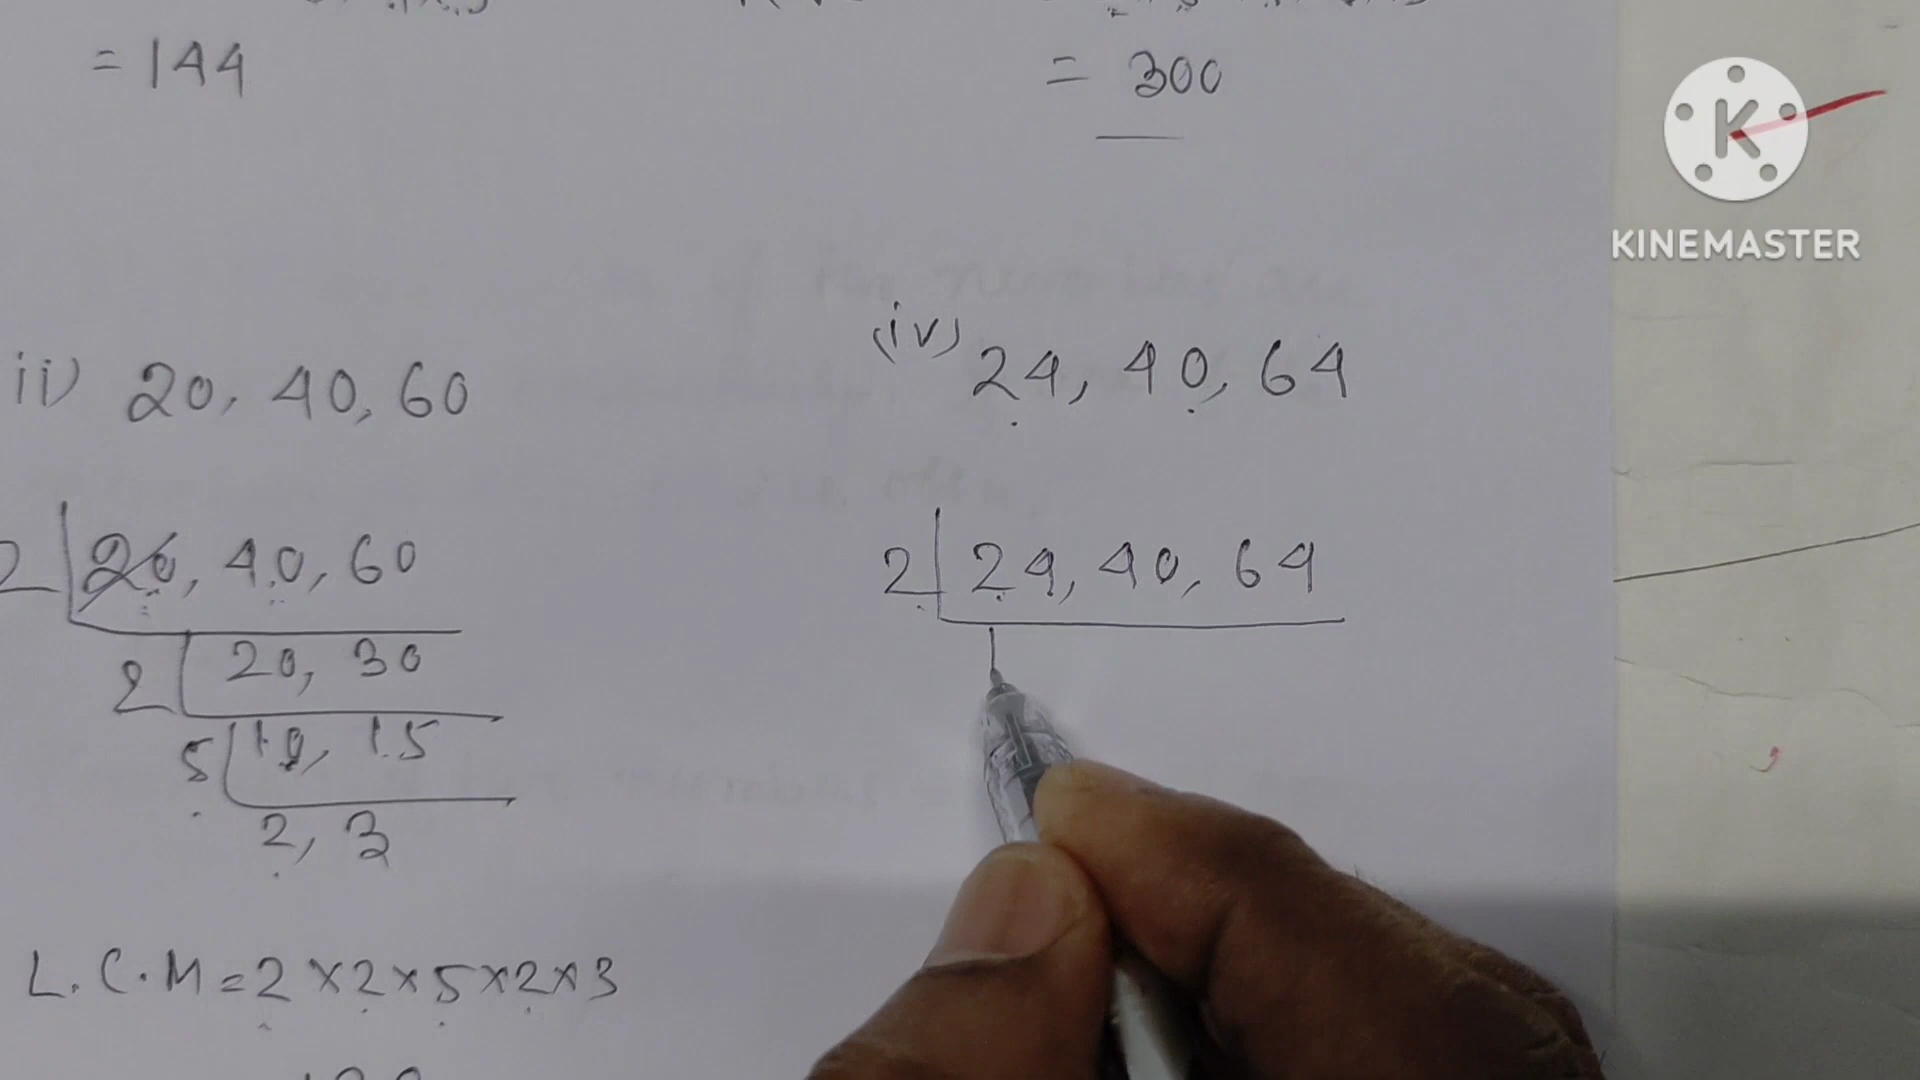 = 144
= 300
K
KINEMASTER
ii) 20, 40, 60
2 20, 40, 60
2 20, 30
5 10, 15
2, 3
L.C.M = 2 × 2 × 5 × 2 × 3
(iv) 24, 40, 64
2 24, 40, 64